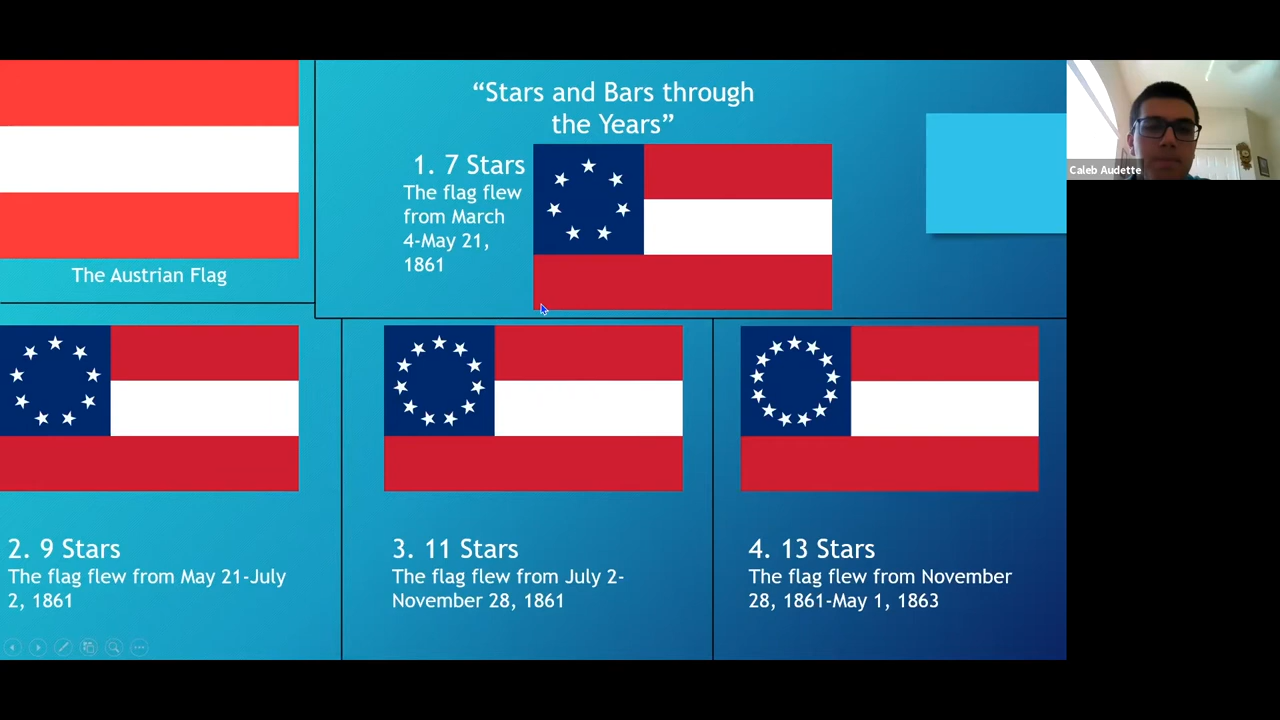 “Stars and Bars through
the Years”
1. 7 Stars
The flag flew
from March
4-May 21,
1861
The Austrian Flag
2. 9 Stars
The flag flew from May 21-July
2, 1861
3. 11 Stars
The flag flew from July 2-
November 28, 1861
4. 13 Stars
The flag flew from November
28, 1861-May 1, 1863
Caleb Audette